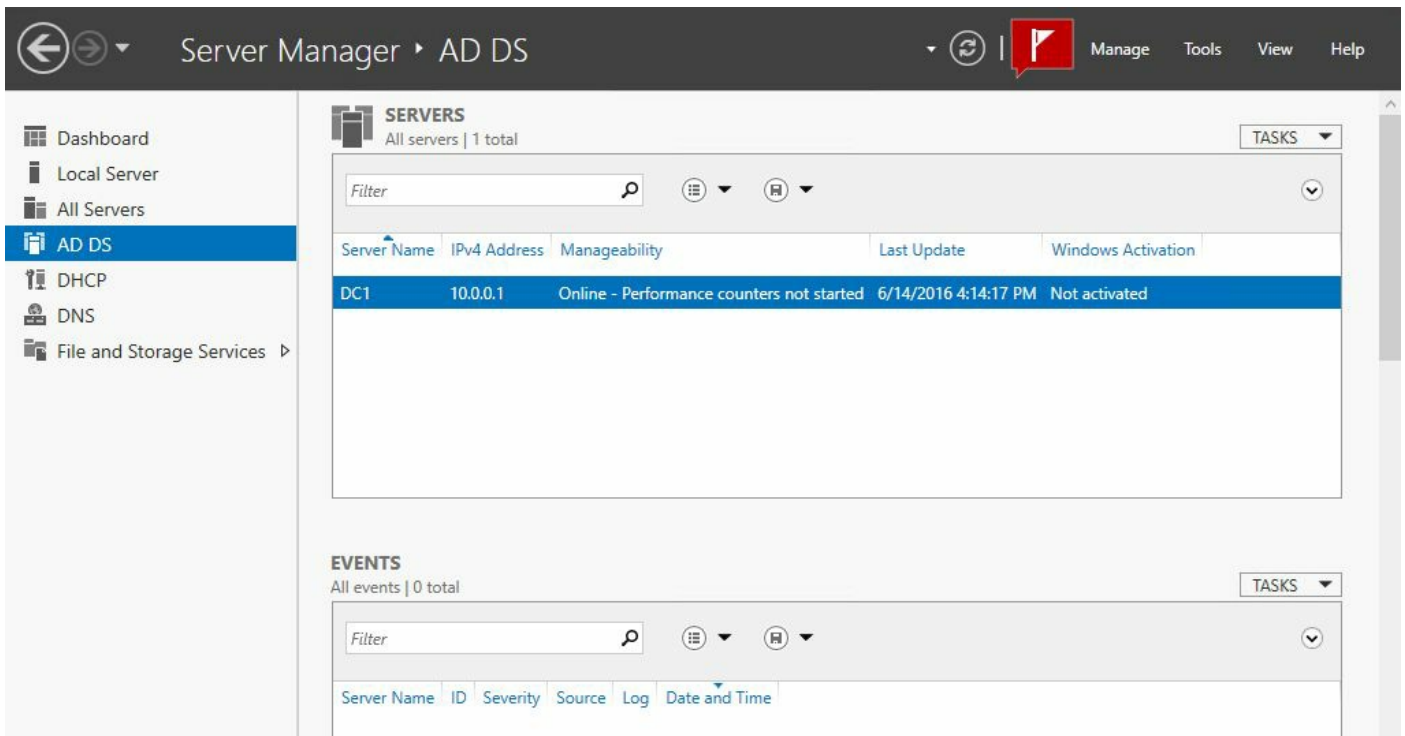 Server Manager ‣ AD DS
Manage Tools View Help
Dashboard
Local Server
All Servers
AD DS
DHCP
DNS
File and Storage Services
SERVERS
All servers | 1 total
TASKS
Filter
Server Name IPv4 Address Manageability Last Update Windows Activation
DC1 10.0.0.1 Online - Performance counters not started 6/14/2016 4:14:17 PM Not activated
EVENTS
All events | 0 total
TASKS
Filter
Server Name ID Severity Source Log Date and Time